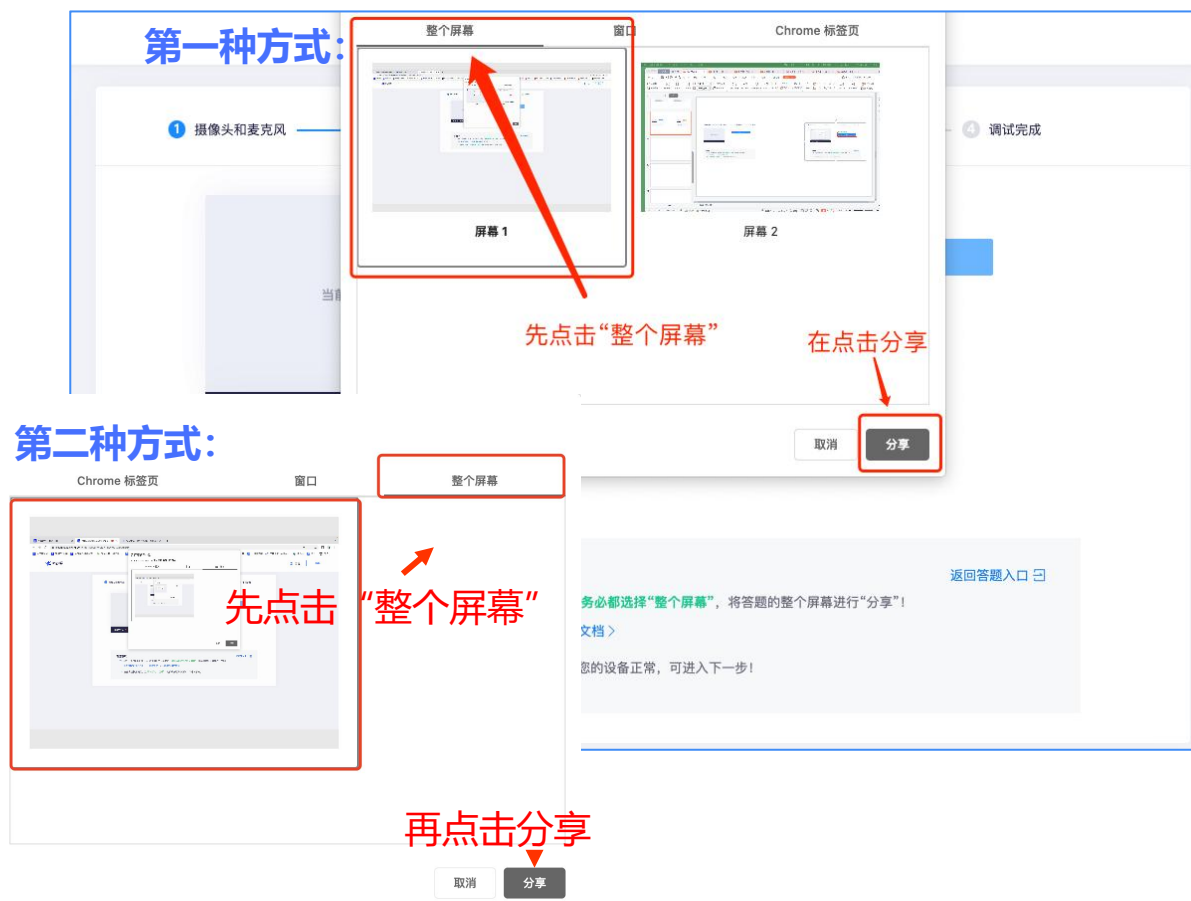 第一种方式：
整个屏幕
窗口
Chrome 标签页
1 摄像头和麦克风
4 调试完成
屏幕 1
屏幕 2
当前
先点击“整个屏幕”
在点击分享
取消
分享
第二种方式：
Chrome 标签页
窗口
整个屏幕
先点击“整个屏幕”
再点击分享
取消
分享
返回答题入口
务必都选择“整个屏幕”，将答题的整个屏幕进行“分享”！
文档
您的设备正常，可进入下一步！